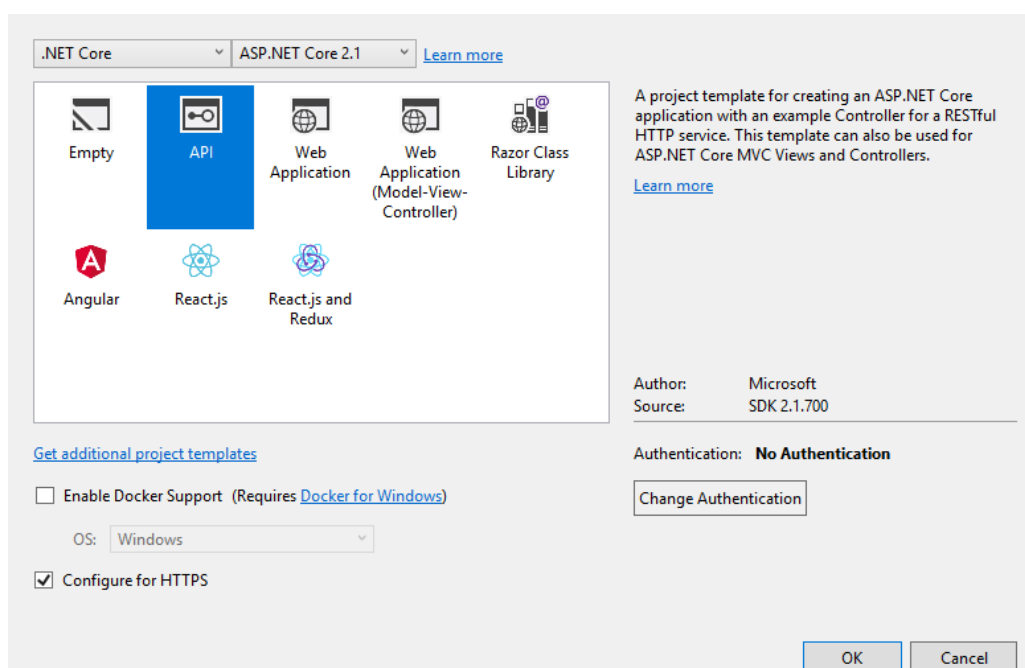 .NET Core
ASP.NET Core 2.1
Learn more
Empty
API
Web
Application
Web
Application
(Model-View-
Controller)
Razor Class
Library
Angular
React.js
React.js and
Redux
A project template for creating an ASP.NET Core
application with an example Controller for a RESTful
HTTP service. This template can also be used for
ASP.NET Core MVC Views and Controllers.
Learn more
Author: Microsoft
Source: SDK 2.1.700
Get additional project templates
Authentication: No Authentication
Enable Docker Support (Requires Docker for Windows)
Change Authentication
OS: Windows
Configure for HTTPS
OK
Cancel